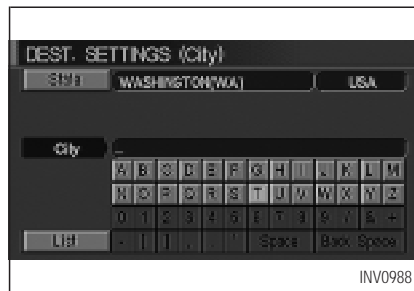 DEST. SETTINGS (City)
State WASHINGTON(WA) USA
City _
A B C D E F G H I J K L M
N O P Q R S T U V W X Y Z
0 1 2 3 4 5 6 7 8 9 / & +
List - ( ) . , ' Space Back Space
INV0988